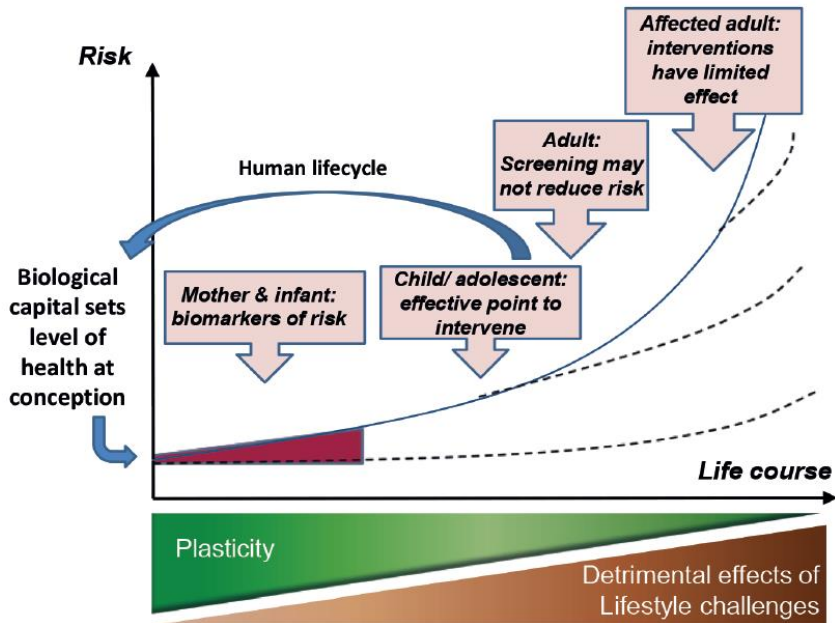 Affected adult:
interventions
have limited
effect
Risk
Adult:
Screening may
not reduce risk
Human lifecycle
Biological
capital sets
level of
health at
conception
Mother & infant:
biomarkers of risk
Child/ adolescent:
effective point to
intervene
Life course
Plasticity
Detrimental effects of
Lifestyle challenges